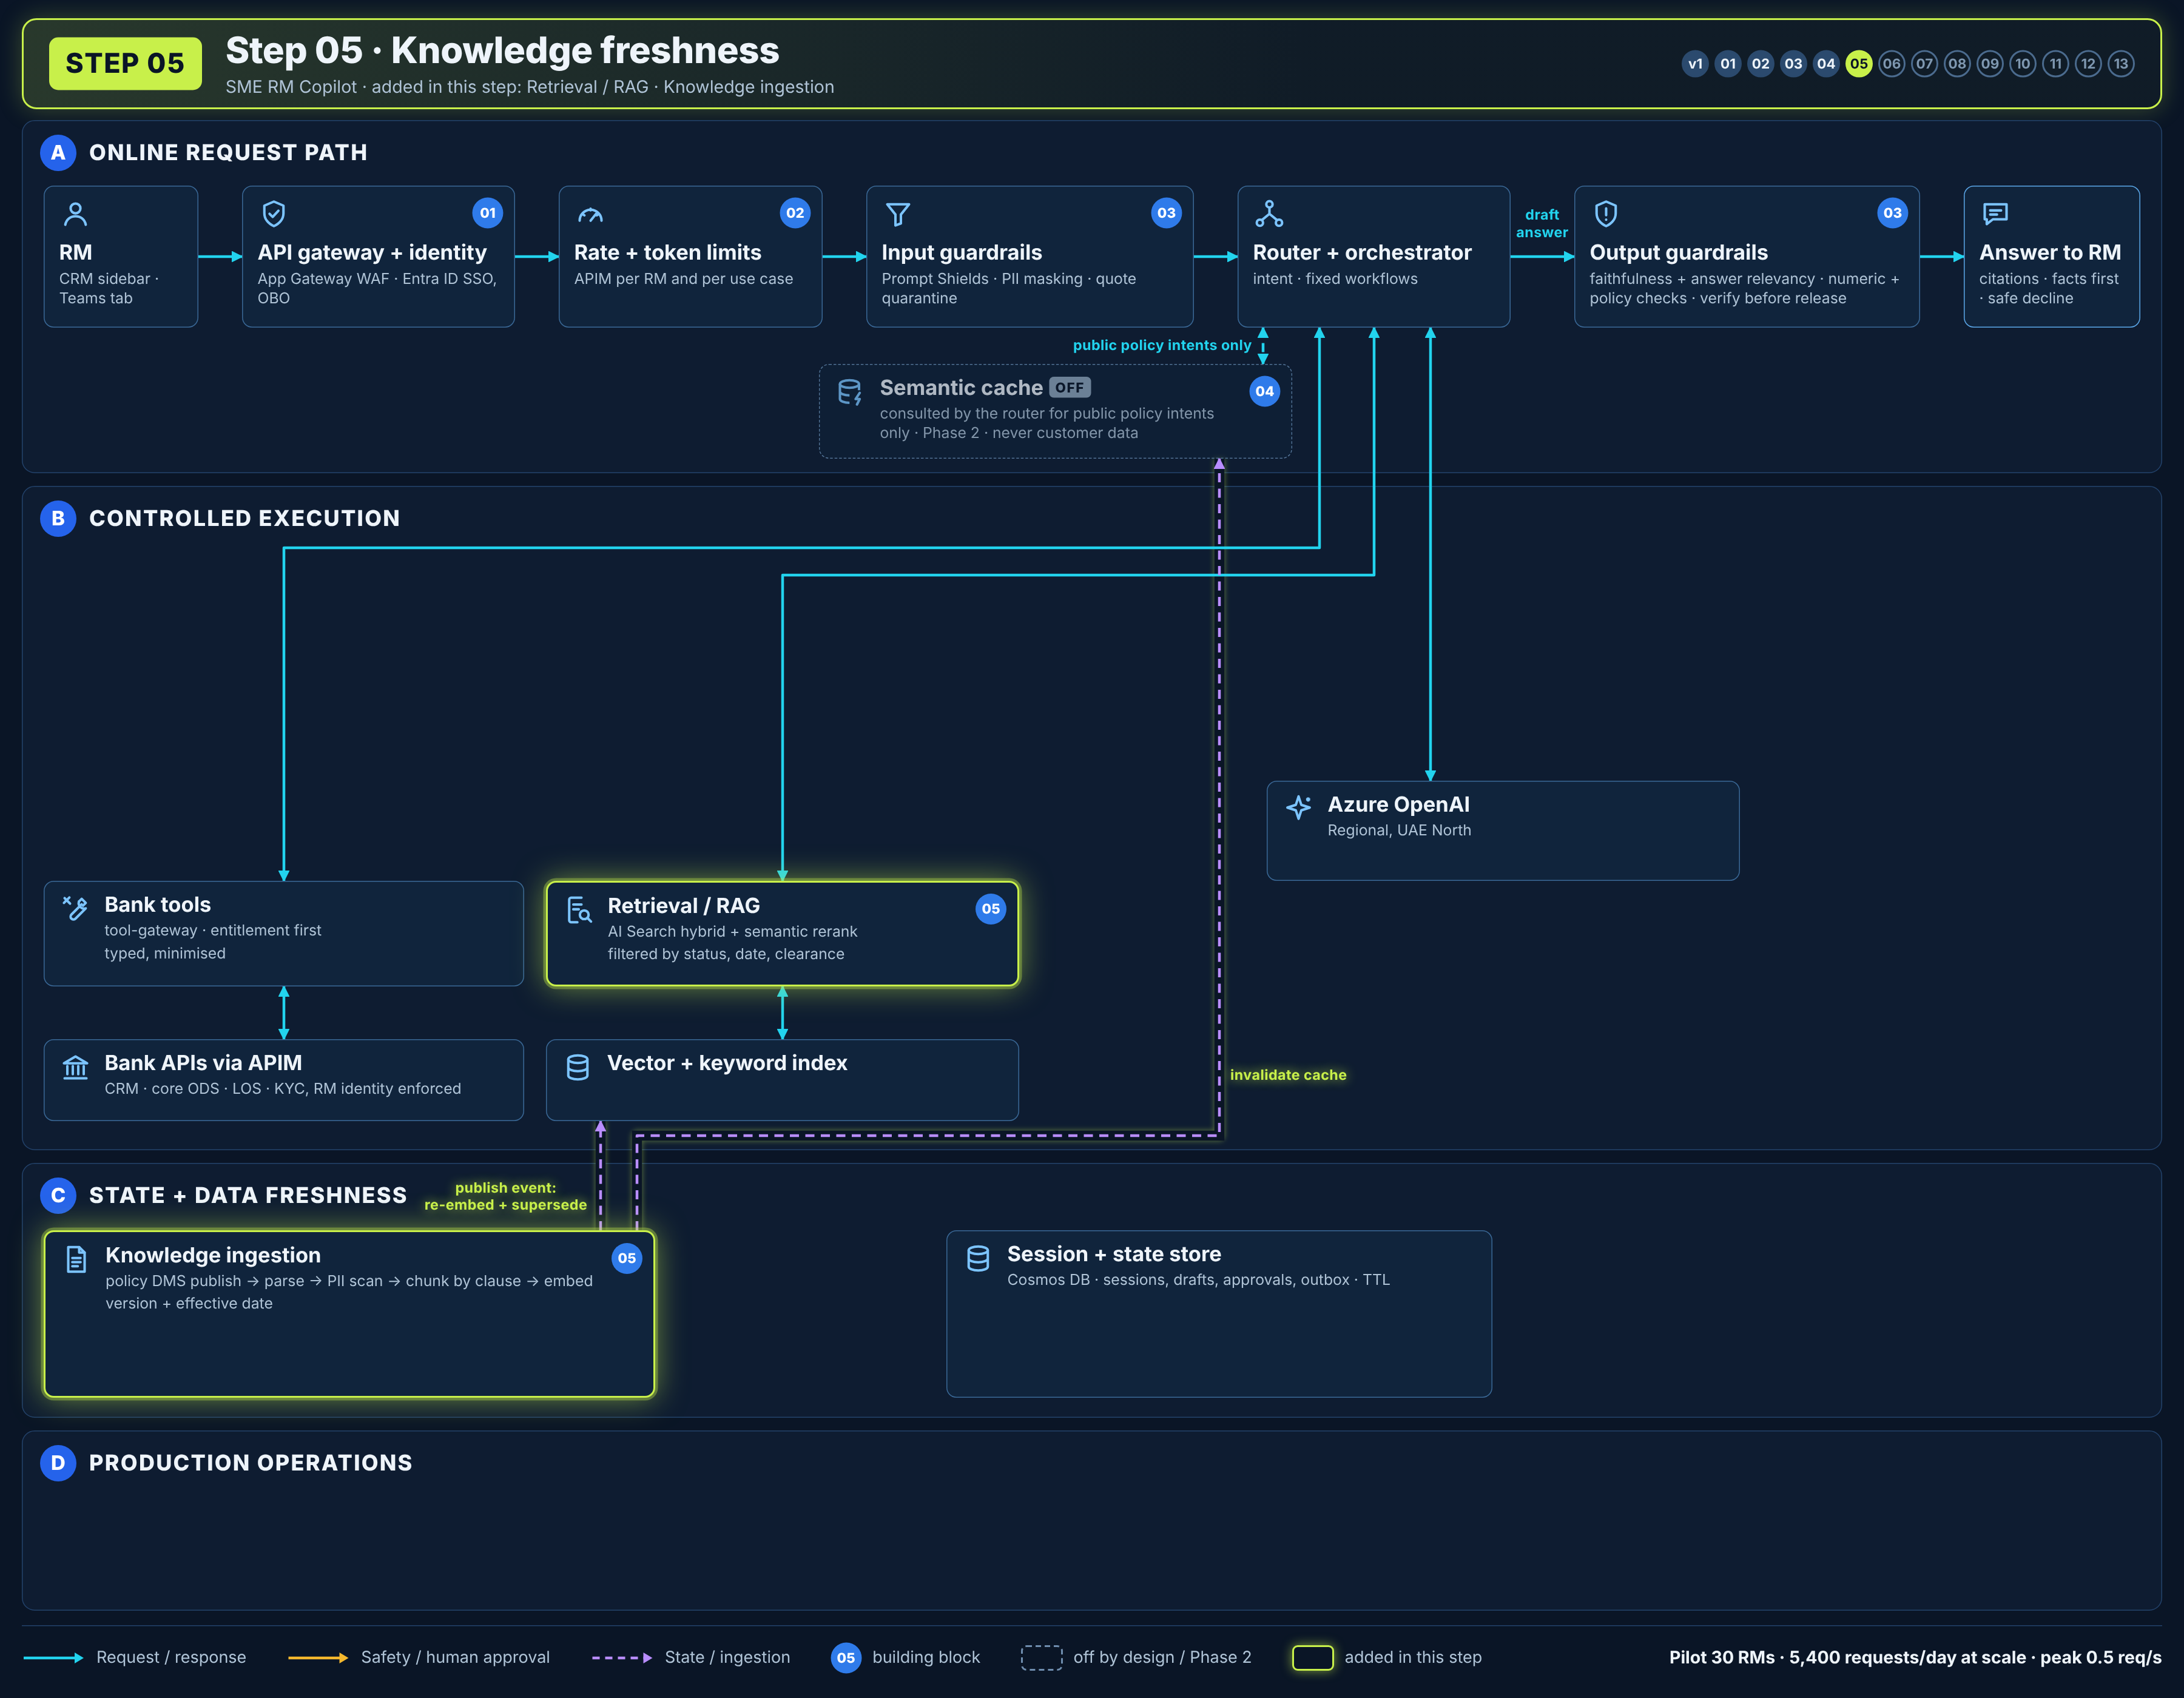 STEP 05
Step 05 · Knowledge freshness
SME RM Copilot · added in this step: Retrieval / RAG · Knowledge ingestion
v1 01 02 03 04 05 06 07 08 09 10 11 12 13
A ONLINE REQUEST PATH
RM
CRM sidebar ·
Teams tab
01
API gateway + identity
App Gateway WAF · Entra ID SSO,
OBO
02
Rate + token limits
APIM per RM and per use case
03
Input guardrails
Prompt Shields · PII masking · quote
quarantine
Router + orchestrator
intent · fixed workflows
draft
answer
03
Output guardrails
faithfulness + answer relevancy · numeric +
policy checks · verify before release
Answer to RM
citations · facts first
· safe decline
public policy intents only
Semantic cache OFF
04
consulted by the router for public policy intents
only · Phase 2 · never customer data
B CONTROLLED EXECUTION
Azure OpenAI
Regional, UAE North
Bank tools
tool-gateway · entitlement first
typed, minimised
Retrieval / RAG
05
AI Search hybrid + semantic rerank
filtered by status, date, clearance
Bank APIs via APIM
CRM · core ODS · LOS · KYC, RM identity enforced
Vector + keyword index
invalidate cache
C STATE + DATA FRESHNESS
publish event:
re-embed + supersede
Knowledge ingestion
05
policy DMS publish → parse → PII scan → chunk by clause → embed
version + effective date
Session + state store
Cosmos DB · sessions, drafts, approvals, outbox · TTL
D PRODUCTION OPERATIONS
Request / response
Safety / human approval
State / ingestion
05 building block
off by design / Phase 2
added in this step
Pilot 30 RMs · 5,400 requests/day at scale · peak 0.5 req/s